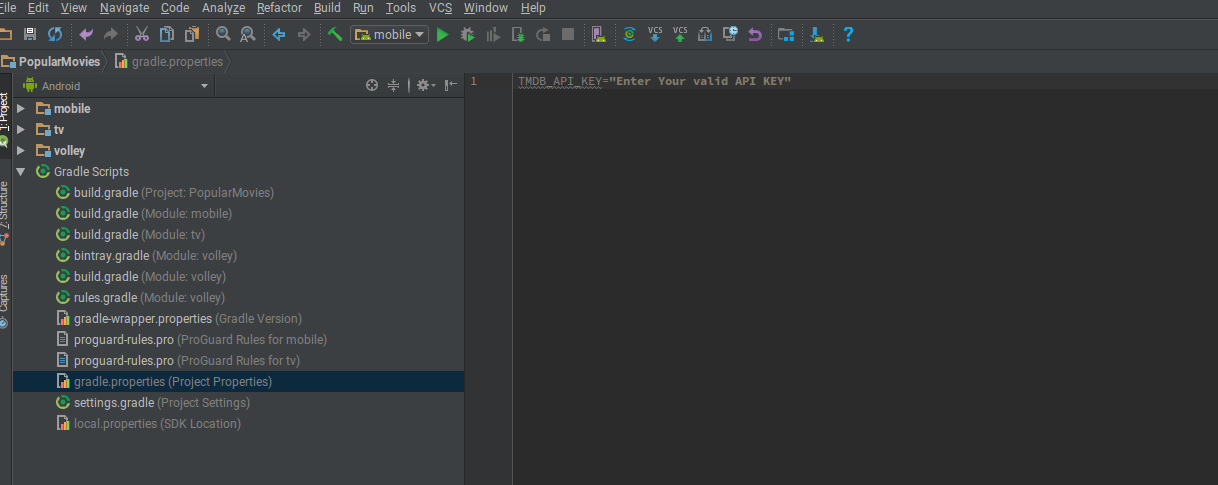 File Edit View Navigate Code Analyze Refactor Build Run Tools VCS Window Help
mobile VCS VCS ?
PopularMovies gradle.properties
Android
1: Project
7: Structure
Captures
mobile
tv
volley
Gradle Scripts
build.gradle (Project: PopularMovies)
build.gradle (Module: mobile)
build.gradle (Module: tv)
bintray.gradle (Module: volley)
build.gradle (Module: volley)
rules.gradle (Module: volley)
gradle-wrapper.properties (Gradle Version)
proguard-rules.pro (ProGuard Rules for mobile)
proguard-rules.pro (ProGuard Rules for tv)
gradle.properties (Project Properties)
settings.gradle (Project Settings)
local.properties (SDK Location)
1 TMDB_API_KEY="Enter Your valid API KEY"